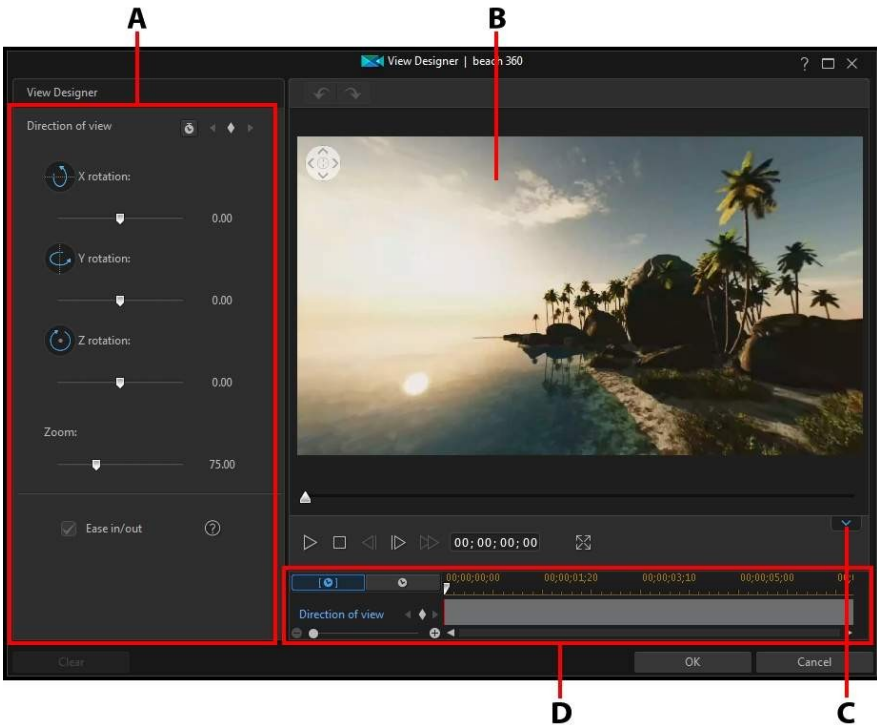 A
B
View Designer | beach 360
?
View Designer
Direction of view
X rotation:
0.00
Y rotation:
0.00
Z rotation:
0.00
Zoom:
75.00
Ease in/out
?
00;00;00;00
00;00;00;00 00;00;01;20 00;00;03;10 00;00;05;00
Direction of view
Clear
OK
Cancel
D
C